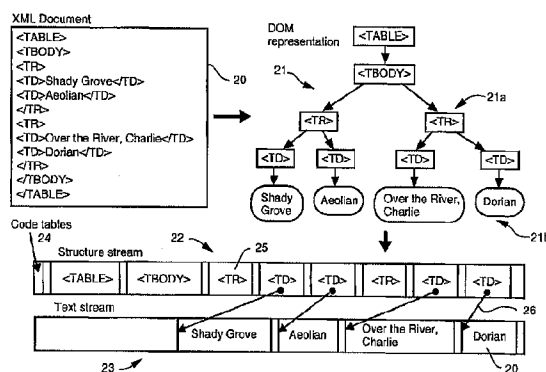 XML Document
<TABLE>
<TBODY>
<TR>
<TD>Shady Grove</TD>
<TD>Aeolian</TD>
</TR>
<TR>
<TD>Over the River, Charlie</TD>
<TD>Dorian</TD>
</TR>
</TBODY>
</TABLE>
20
DOM
representation
<TABLE>
<TBODY>
21
21a
<TR>
<TR>
<TD>
<TD>
<TD>
<TD>
Shady
Grove
Aeolian
Over the River,
Charlie
Dorian
21b
Code tables
24
Structure stream
22
25
<TABLE>
<TBODY>
<TR>
<TD>
<TD>
<TR>
<TD>
<TD>
Text stream
26
Shady Grove
Aeolian
Over the River,
Charlie
Dorian
23
20